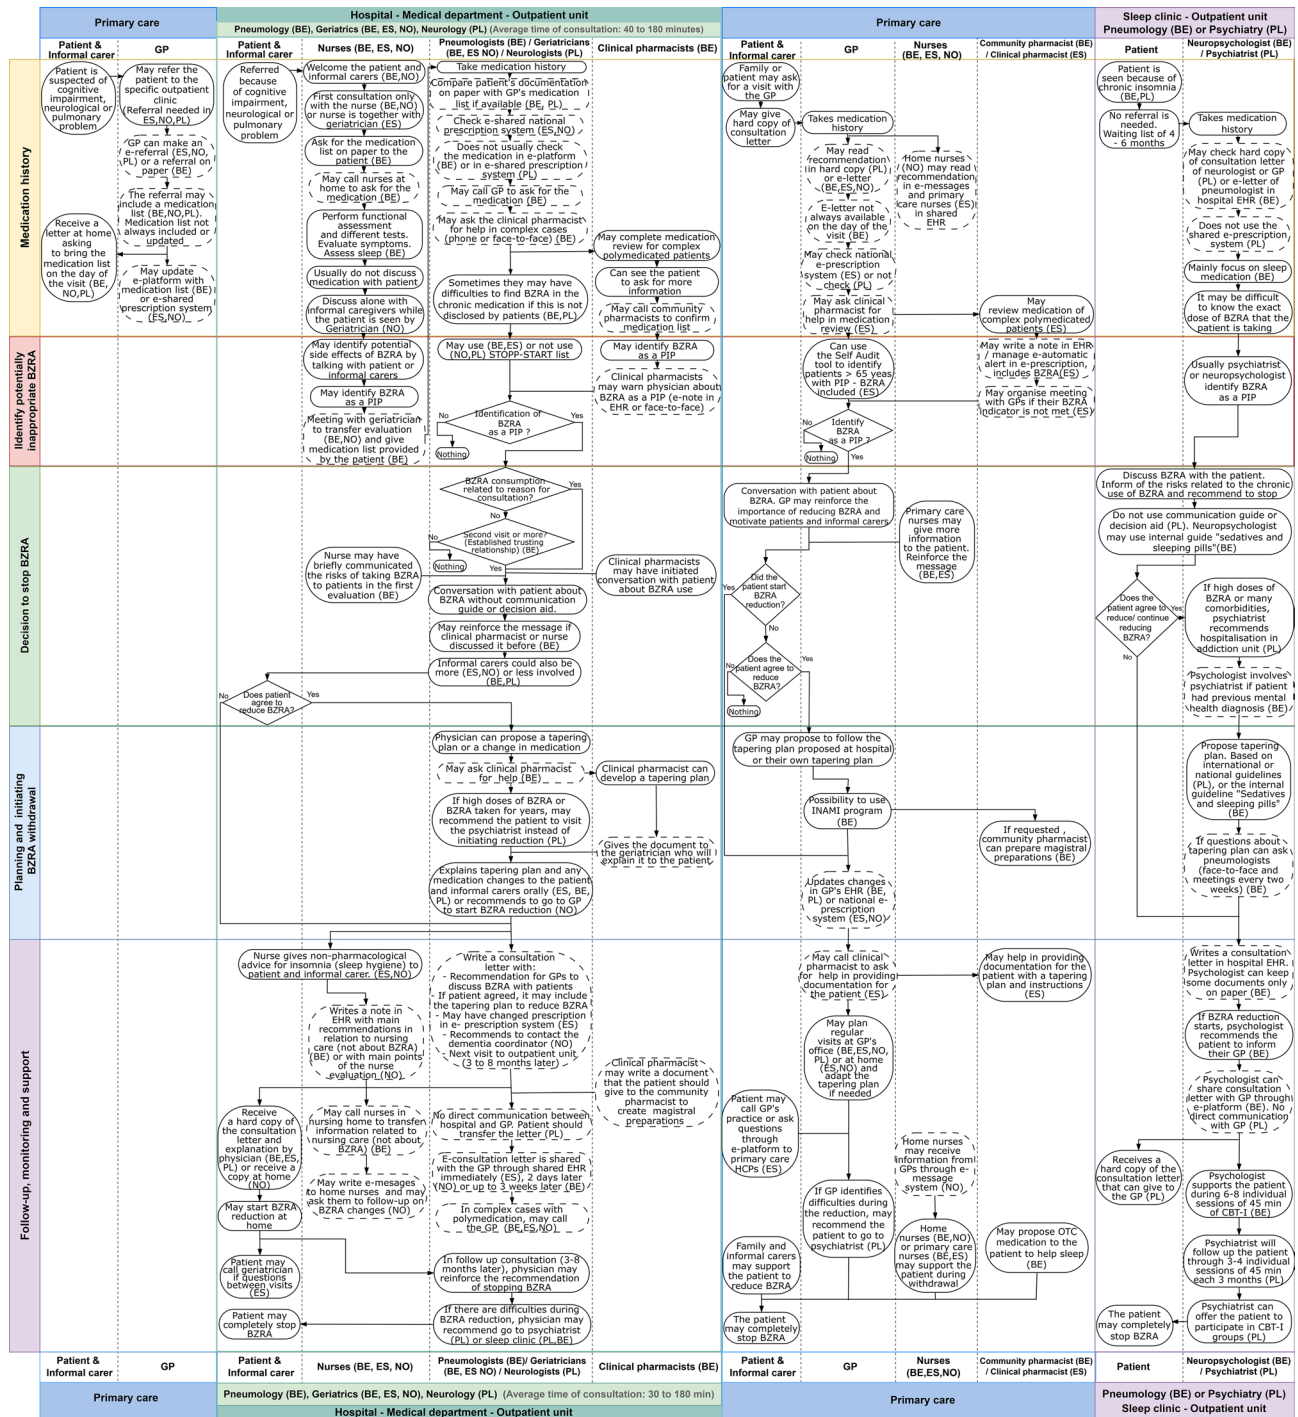 Primary care
Hospital - Medical department - Outpatient unit
Pneumology (BE), Geriatrics (BE, ES, NO), Neurology (PL) (Average time of consultation: 40 to 180 minutes)
Primary care
Sleep clinic - Outpatient unit
Pneumology (BE) or Psychiatry (PL)
Patient &
Informal carer
GP
Patient &
Informal carer
Nurses (BE, ES, NO)
Pneumologists (BE) / Geriatricians
(BE, ES NO) / Neurologists (PL)
Clinical pharmacists (BE)
Patient &
Informal carer
GP
Nurses
(BE, ES, NO)
Community pharmacist (BE)
/ Clinical pharmacist (ES)
Patient
Neuropsychologist (BE)
/ Psychiatrist (PL)
Medication history
Patient is
suspected of
cognitive
impairment,
neurological or
pulmonary
problem
Receive a
letter at home
asking
to bring the
medication list
on the day of
the visit (BE,
NO,PL)
May refer the
patient to the
specific outpatient
clinic
(Referral needed in
ES,NO,PL)
GP can make an
e-referral (ES,NO,
PL) or a referral on
paper (BE)
The referral may
include a medication
list (BE,NO,PL).
Medication list not
always included or
updated
May update
e-platform with
medication list (BE)
or e-shared
prescription system
(ES,NO)
Referred
because
of cognitive
impairment,
neurological or
pulmonary
problem
Welcome the patient and
informal carers (BE,NO)
First consultation only
with the nurse (BE,NO)
or nurse is together with
geriatrician (ES)
Ask for the medication
list on paper to the
patient (BE)
May call nurses at
home to ask for the
medication (BE)
Perform functional
assessment
and different tests.
Evaluate symptoms.
Assess sleep (BE)
Usually do not discuss
medication with patient
Discuss alone with
informal caregivers while
the patient is seen by
Geriatrician (NO)
Take medication history
Compare patient's documentation
on paper with GP's medication
list if available (BE, PL)
Check e-shared national
prescription system (ES,NO)
Does not usually check
the medication in e-platform
(BE) or in e-shared prescription
system (PL)
May call GP to ask for
the medication (BE)
May ask the clinical pharmacist
for help in complex cases
(phone or face-to-face) (BE)
Sometimes they may have
difficulties to find BZRA in the
chronic medication if this is not
disclosed by patients (BE,PL)
May complete medication
review for complex
polymedicated patients
Can see the patient
to ask for more
information
May call community
pharmacists to confirm
medication list
Family or
patient may ask
for a visit with
the GP
May give
hard copy of
consultation
letter
Takes medication
history
May read
recommendation
in hard copy (PL)
or e-letter
(BE,ES,NO)
E-letter not
always available
on the day of the
visit (BE)
May check national
e-prescription
system (ES) or not
check (PL)
May ask clinical
pharmacist for
help in medication
review (ES)
Home nurses
(NO) may read
recommendation
in e-messages
and primary
care nurses (ES)
in shared
EHR
May
review medication of
complex polymedicated
patients (ES)
Patient is
seen because of
chronic insomnia
(BE,PL)
No referral is
needed.
Waiting list of 4
- 6 months
Takes medication
history
May check hard copy
of consultation letter
of neurologist or GP
(PL) or e-letter of
pneumologist in
hospital EHR (BE)
Does not use the
shared e-prescription
system (PL)
Mainly focus on sleep
medication (BE)
It may be difficult
to know the exact
dose of BZRA that
the patient is taking
IIdentify potentially
inappropriate BZRA
May identify potential
side effects of BZRA by
talking with patient or
informal carers
May identify BZRA
as a PIP
Meeting with geriatrician
to transfer evaluation
(BE,NO) and give
medication list provided
by the patient (BE)
May use (BE,ES) or not use
(NO,PL) STOPP-START list
No
Identification of
BZRA
as a PIP ?
Yes
Nothing
May identify BZRA
as a PIP
Clinical pharmacists
may warn physician about
BZRA as a PIP (e-note in
EHR or face-to-face)
Can use
the Self Audit
tool to identify
patients > 65 yeas
with PIP - BZRA
included (ES)
No
Identify
BZRA
as a PIP ?
Nothing
Yes
May write a note in EHR
/ manage e-automatic
alert in e-prescription,
includes BZRA(ES)
May organise meeting
with GPs if their BZRA
indicator is not met (ES)
Usually psychiatrist
or neuropsychologist
identify BZRA
as a PIP
Decision to stop BZRA
BZRA consumption
related to reason for
consultation?
Yes
No
Second visit or more?
(Established trusting
relationship) (BE)
No
Nothing
Yes
Nurse may have
briefly communicated
the risks of taking BZRA
to patients in the first
evaluation (BE)
Clinical pharmacists
may have initiated
conversation with patient
about BZRA use
Conversation with patient about
BZRA without communication
guide or decision aid.
May reinforce the message if
clinical pharmacist or nurse
discussed it before (BE)
Informal carers could also be
more (ES,NO) or less involved
(BE,PL)
No
Does patient
agree to
reduce BZRA?
Yes
Conversation with patient about
BZRA. GP may reinforce the
importance of reducing BZRA and
motivate patients and informal carers
Primary care
nurses may
give more
information
to the patient.
Reinforce the
message
(BE,ES)
Yes
Did the
patient start
BZRA
reduction?
No
No
Does the
patient agree to
reduce
BZRA?
Yes
Nothing
Discuss BZRA with the patient.
Inform of the risks related to the chronic
use of BZRA and recommend to stop
Do not use communication guide or
decision aid (PL). Neuropsychologist
may use internal guide "sedatives and
sleeping pills"(BE)
Does the
patient agree to
reduce/ continue
reducing
BZRA?
Yes
No
If high doses of
BZRA or many
comorbidities,
psychiatrist
recommends
hospitalisation in
addiction unit (PL)
Psychologist involves
psychiatrist if patient
had previous mental
health diagnosis (BE)
Planning and initiating
BZRA withdrawal
Physician can propose a tapering
plan or a change in medication
May ask clinical pharmacist
for help (BE)
If high doses of BZRA or
BZRA taken for years, may
recommend the patient to visit
the psychiatrist instead of
initiating reduction (PL)
Explains tapering plan and any
medication changes to the patient
and informal carers orally (ES, BE,
PL) or recommends to go to GP
to start BZRA reduction (NO)
Clinical pharmacist can
develop a tapering plan
Gives the document to
the geriatrician who will
explain it to the patient
GP may propose to follow the
tapering plan proposed at hospital
or their own tapering plan
Possibility to use
INAMI program
(BE)
Updates changes
in GP's EHR (BE,
PL) or national e-
prescription
system (ES,NO)
If requested ,
community pharmacist
can prepare magistral
preparations (BE)
Propose tapering
plan. Based on
international or
national guidelines
(PL), or the internal
guideline "Sedatives
and sleeping pills"
(BE)
If questions about
tapering plan can ask
pneumologists
(face-to-face and
meetings every two
weeks) (BE)
Follow-up, monitoring and support
Nurse gives non-pharmacological
advice for insomnia (sleep hygiene) to
patient and informal carer. (ES,NO)
Writes a note in
EHR with main
recommendations in
relation to nursing
care (not about BZRA)
(BE) or with main points
of the nurse
evaluation (NO)
Write a consultation
letter with:
- Recommendation for GPs to
discuss BZRA with patients
- If patient agreed, it may include
the tapering plan to reduce BZRA
- May have changed prescription
in e- prescription system (ES)
- Recommends to contact the
dementia coordinator (NO)
- Next visit to outpatient unit
(3 to 8 months later)
Clinical pharmacist
may write a document
that the patient should
give to the community
pharmacist to
create magistral
preparations
Receive
a hard copy of
the consultation
letter and
explanation by
physician (BE,ES,
PL) or receive a
copy at home
(NO)
May start BZRA
reduction at
home
Patient may
call geriatrician
if questions
between visits
(ES)
Patient may
completely stop
BZRA
May call nurses in
nursing home to transfer
information related to
nursing care (not about
BZRA) (BE)
May write e-mesages
to home nurses and may
ask them to follow-up on
BZRA changes (NO)
No direct communication between
hospital and GP. Patient should
transfer the letter (PL)
E-consultation letter is
shared with the GP through shared EHR
immediately (ES), 2 days later
(NO) or up to 3 weeks later (BE)
In complex cases with
polymedication, may call
the GP (BE,ES,NO)
In follow up consultation (3-8
months later), physician may
reinforce the recommendation
of stopping BZRA
If there are difficulties during
BZRA reduction, physician may
recommend go to psychiatrist
(PL) or sleep clinic (PL,BE)
May call clinical
pharmacist to ask
for help in providing
documentation for
the patient (ES)
May help in providing
documentation for the
patient with a tapering
plan and instructions
(ES)
May plan
regular
visits at GP's
office (BE,ES,NO,
PL) or at home
(ES,NO) and
adapt the
tapering plan
if needed
Patient may
call GP's
practice or ask
questions
through
e-platform to
primary care
HCPs (ES)
If GP identifies
difficulties during
the reduction, may
recommend the
patient to go to
psychiatrist (PL)
Home nurses
may receive
information from
GPs through e-
message
system (NO)
Home
nurses (BE,NO)
or primary care
nurses (BE,ES)
may support the
patient during
withdrawal
May propose OTC
medication to the
patient to help sleep
(BE)
Family and
informal carers
may support
the patient to
reduce BZRA
The patient
may completely
stop BZRA
Writes a consultation
letter in hospital EHR.
Psychologist can keep
some documents only
on paper (BE)
If BZRA reduction
starts, psychologist
recommends the
patient to inform
their GP (BE)
Psychologist can
share consultation
letter with GP through
e-platform (BE). No
direct communication
with GP (PL)
Receives a
hard copy of the
consultation letter
that can give to
the GP (PL)
Psychologist
supports the patient
during 6-8 individual
sessions of 45 min
of CBT-I (BE)
Psychiatrist will
follow up the patient
through 3-4 individual
sessions of 45 min
each 3 months (PL)
Psychiatrist can
offer the patient to
participate in CBT-I
groups (PL)
The patient
may completely
stop BZRA
Patient &
Informal carer
GP
Patient &
Informal carer
Nurses (BE, ES, NO)
Pneumologists (BE)/ Geriatricians
(BE, ES NO) / Neurologists (PL)
Clinical pharmacists (BE)
Patient &
Informal carer
GP
Nurses
(BE,ES,NO)
Community pharmacist (BE)
/ Clinical pharmacist (ES)
Patient
Neuropsychologist (BE)
/ Psychiatrist (PL)
Primary care
Pneumology (BE), Geriatrics (BE, ES, NO), Neurology (PL) (Average time of consultation: 30 to 180 min)
Hospital - Medical department - Outpatient unit
Primary care
Pneumology (BE) or Psychiatry (PL)
Sleep clinic - Outpatient unit